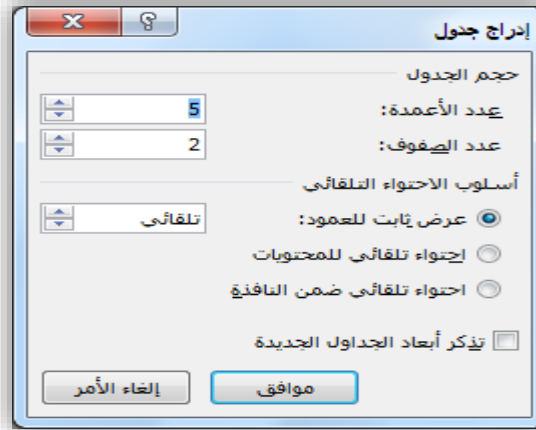 إدراج جدول
حجم الجدول
عدد الأعمدة: 5
عدد الصفوف: 2
أسلوب الاحتواء التلقائي
عرض ثابت للعمود: تلقائي
احتواء تلقائي للمحتويات
احتواء تلقائي ضمن النافذة
تذكر أبعاد الجداول الجديدة
موافق إلغاء الأمر